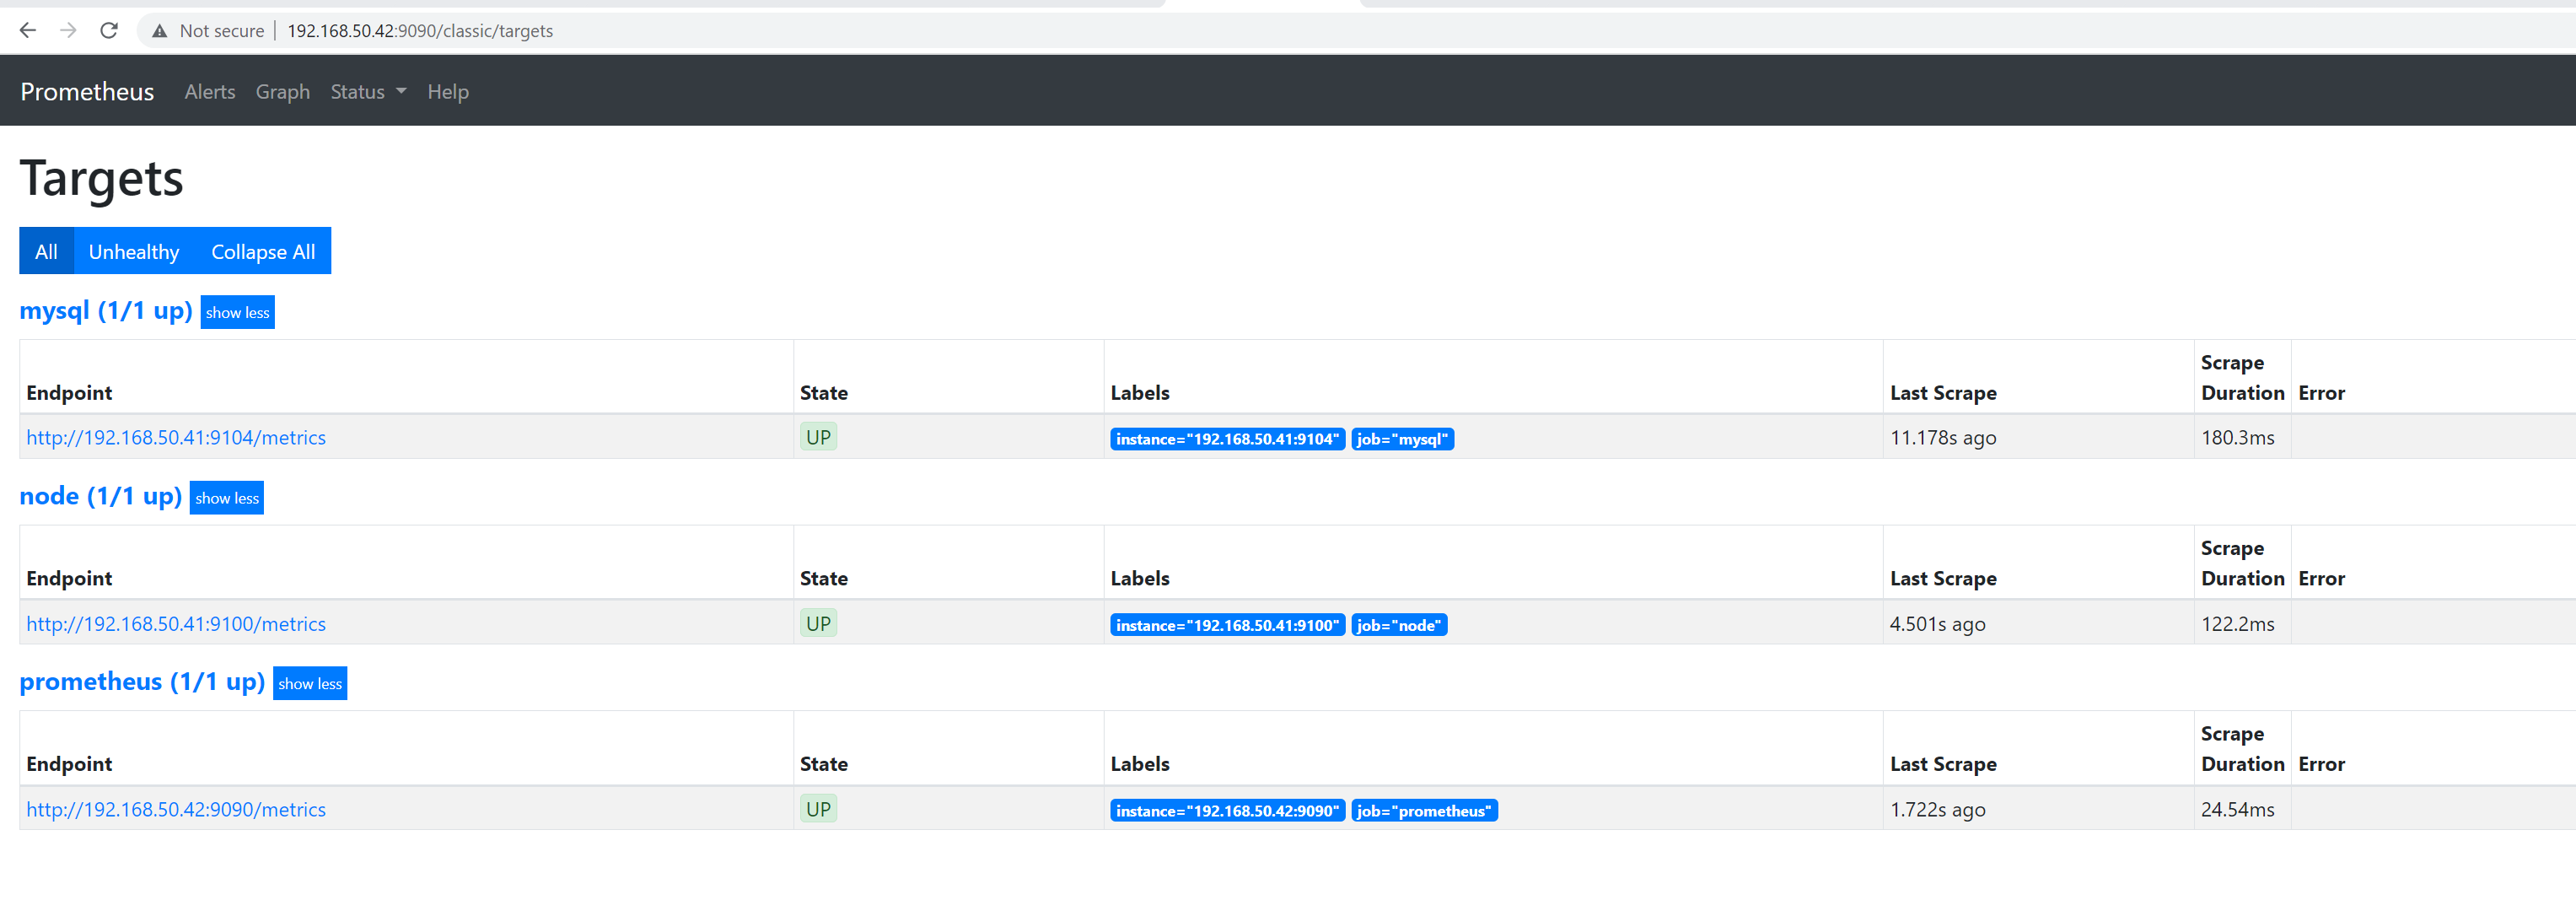 Not secure | 192.168.50.42:9090/classic/targets
Prometheus Alerts Graph Status Help
Targets
All Unhealthy Collapse All
mysql (1/1 up) show less
Endpoint State Labels Last Scrape Scrape Duration Error
http://192.168.50.41:9104/metrics UP instance="192.168.50.41:9104" job="mysql" 11.178s ago 180.3ms
node (1/1 up) show less
Endpoint State Labels Last Scrape Scrape Duration Error
http://192.168.50.41:9100/metrics UP instance="192.168.50.41:9100" job="node" 4.501s ago 122.2ms
prometheus (1/1 up) show less
Endpoint State Labels Last Scrape Scrape Duration Error
http://192.168.50.42:9090/metrics UP instance="192.168.50.42:9090" job="prometheus" 1.722s ago 24.54ms